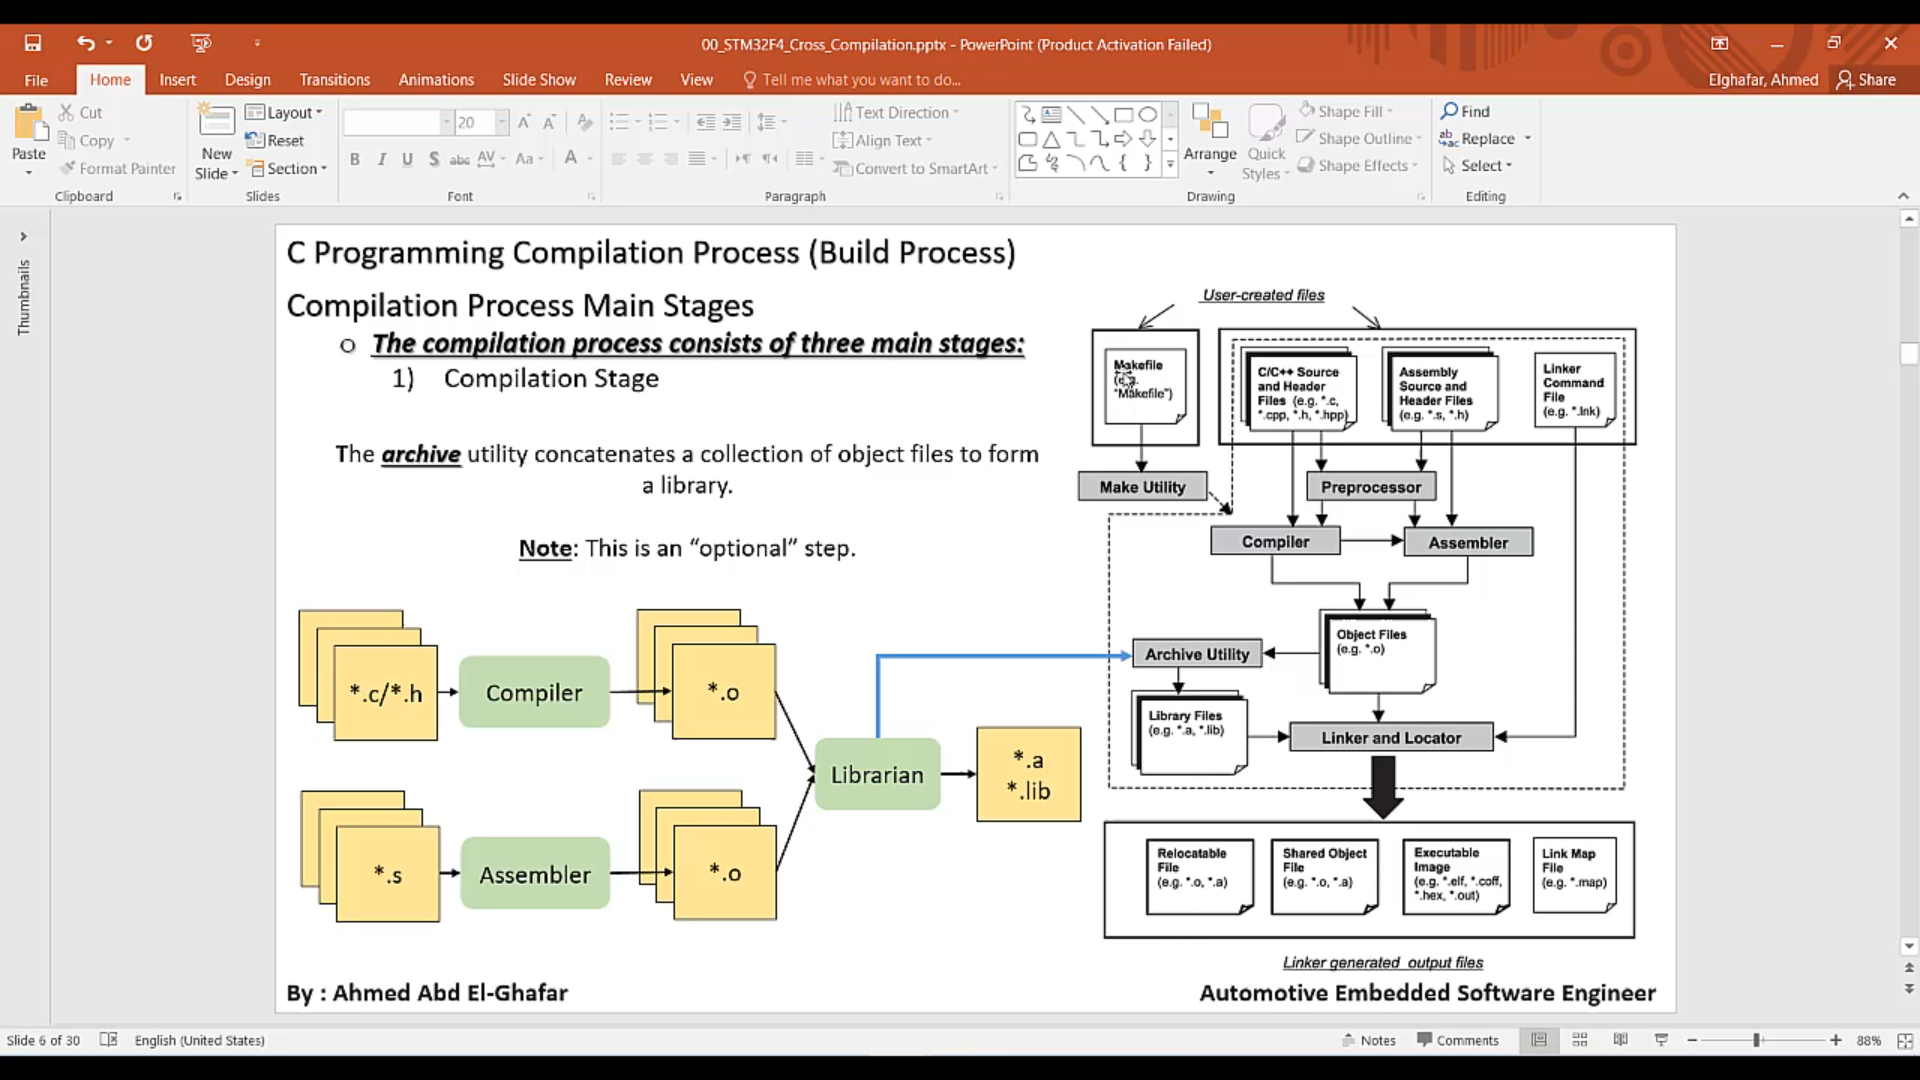 00_STM32F4_Cross_Compilation.pptx - PowerPoint (Product Activation Failed)
File
Home
Insert
Design
Transitions
Animations
Slide Show
Review
View
Tell me what you want to do...
Elghafar, Ahmed
Share
Paste
Cut
Copy
Format Painter
Clipboard
New
Slide
Layout
Reset
Section
Slides
20
B I U S abc AV Aa A
Font
Text Direction
Align Text
Convert to SmartArt
Paragraph
Arrange
Quick
Styles
Shape Fill
Shape Outline
Shape Effects
Drawing
Find
Replace
Select
Editing
Thumbnails
C Programming Compilation Process (Build Process)
Compilation Process Main Stages
o The compilation process consists of three main stages:
1) Compilation Stage
The archive utility concatenates a collection of object files to form
a library.
Note: This is an “optional” step.
*.c/*.h
Compiler
*.o
*.s
Assembler
*.o
Librarian
*.a
*.lib
User-created files
Makefile
(e.g.
"Makefile")
C/C++ Source
and Header
Files (e.g. *.c,
*.cpp, *.h, *.hpp)
Assembly
Source and
Header Files
(e.g. *.s, *.h)
Linker
Command
File
(e.g. *.lnk)
Make Utility
Preprocessor
Compiler
Assembler
Object Files
(e.g. *.o)
Archive Utility
Library Files
(e.g. *.a, *.lib)
Linker and Locator
Relocatable
File
(e.g. *.o, *.a)
Shared Object
File
(e.g. *.o, *.a)
Executable
Image
(e.g. *.elf, *.coff,
*.hex, *.out)
Link Map
File
(e.g. *.map)
Linker generated output files
By : Ahmed Abd El-Ghafar
Automotive Embedded Software Engineer
Slide 6 of 30
English (United States)
Notes
Comments
88%